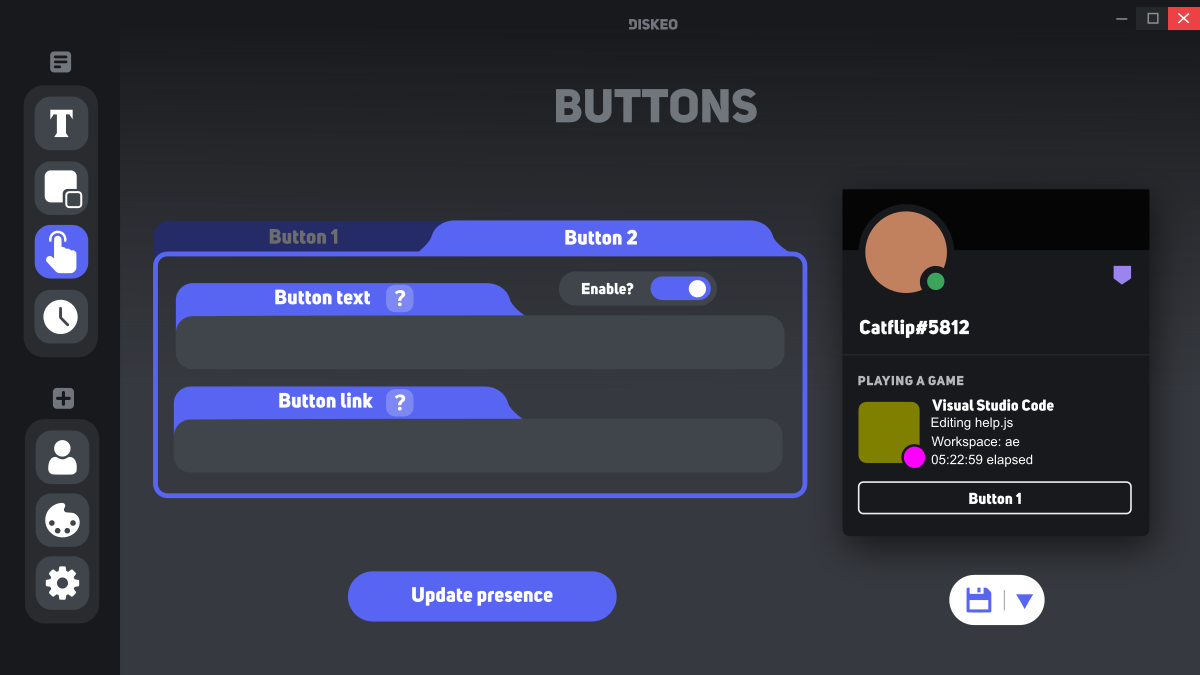 DISKEO
BUTTONS
T
Button 1
Button 2
Enable?
Button text ?
Button link ?
Update presence
Catflip#5812
PLAYING A GAME
Visual Studio Code
Editing help.js
Workspace: ae
05:22:59 elapsed
Button 1